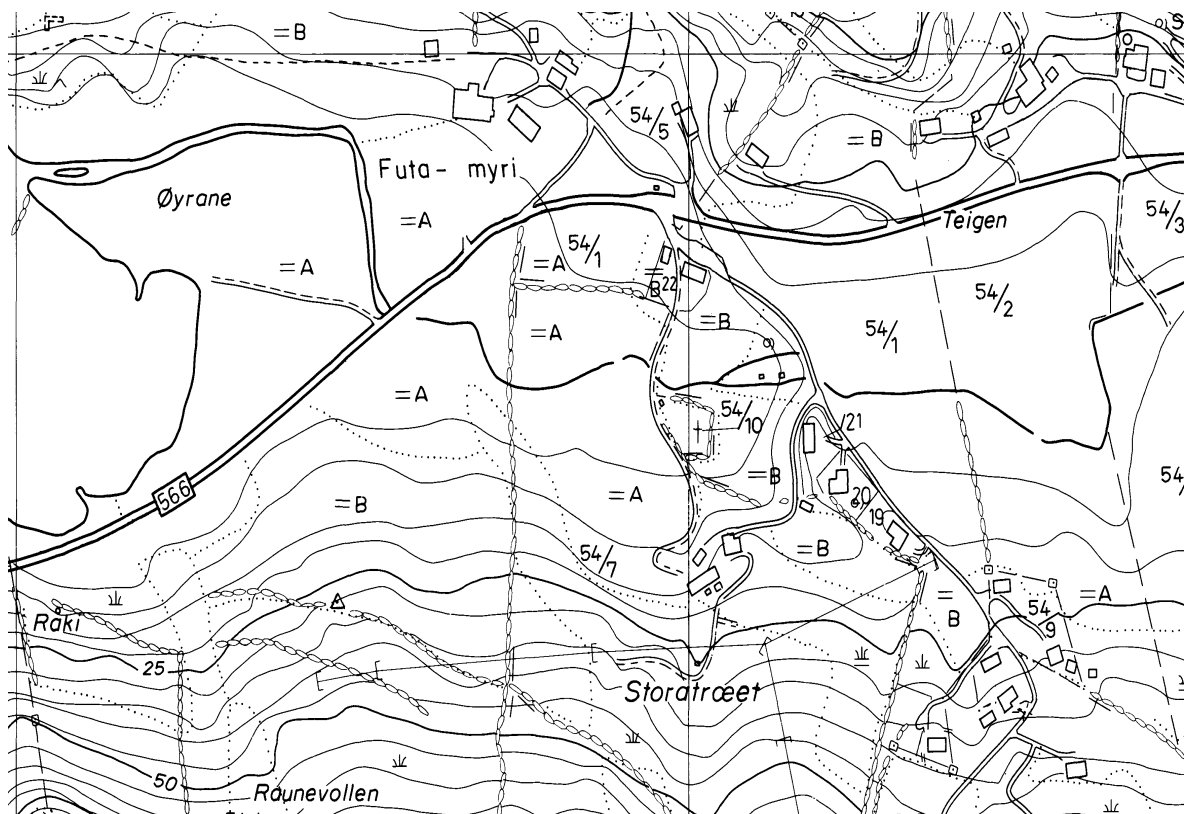 =B
54/5
=B
S
Futa- myri
Øyrane
=A
Teigen
54/3
=A
54/1
=A
=
B 22
54/2
=A
=B
54/1
=A
54/10
21
566
=B
=A
=B
20/
19
54/
54/7
=B
=
B
54
9
=A
Råki
25
Storatræet
50
Raunevollen